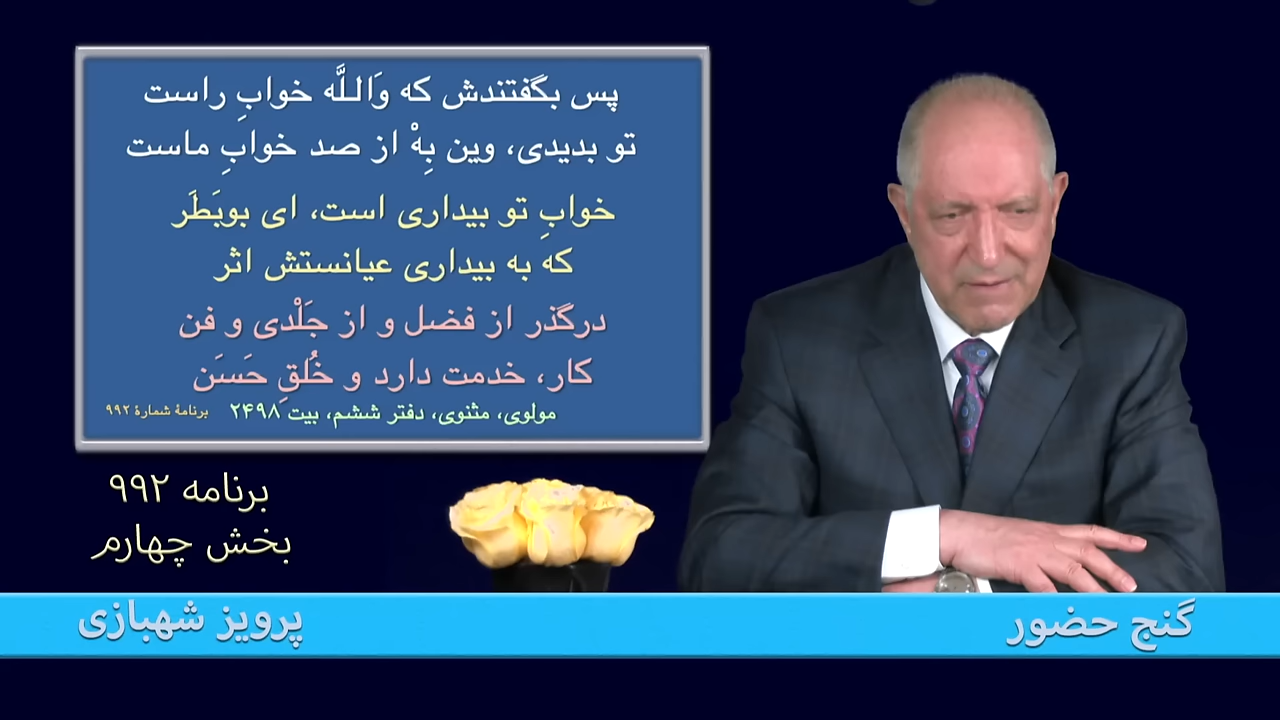 پس بگفتندش که وَاللَّه خوابِ راست
تو بدیدی، وین بِهْ از صد خوابِ ماست
خوابِ تو بیداری است، ای بوبَطَر
که به بیداری عیانستش اثر
درگذر از فضل و از جَلْدی و فن
کار، خدمت دارد و خُلقِ حَسَن
مولوی، مثنوی، دفتر ششم، بیت ۲۴۹۸
برنامهٔ شمارهٔ ۹۹۲
برنامه ۹۹۲
بخش چهارم
گنج حضور
پرویز شهبازی